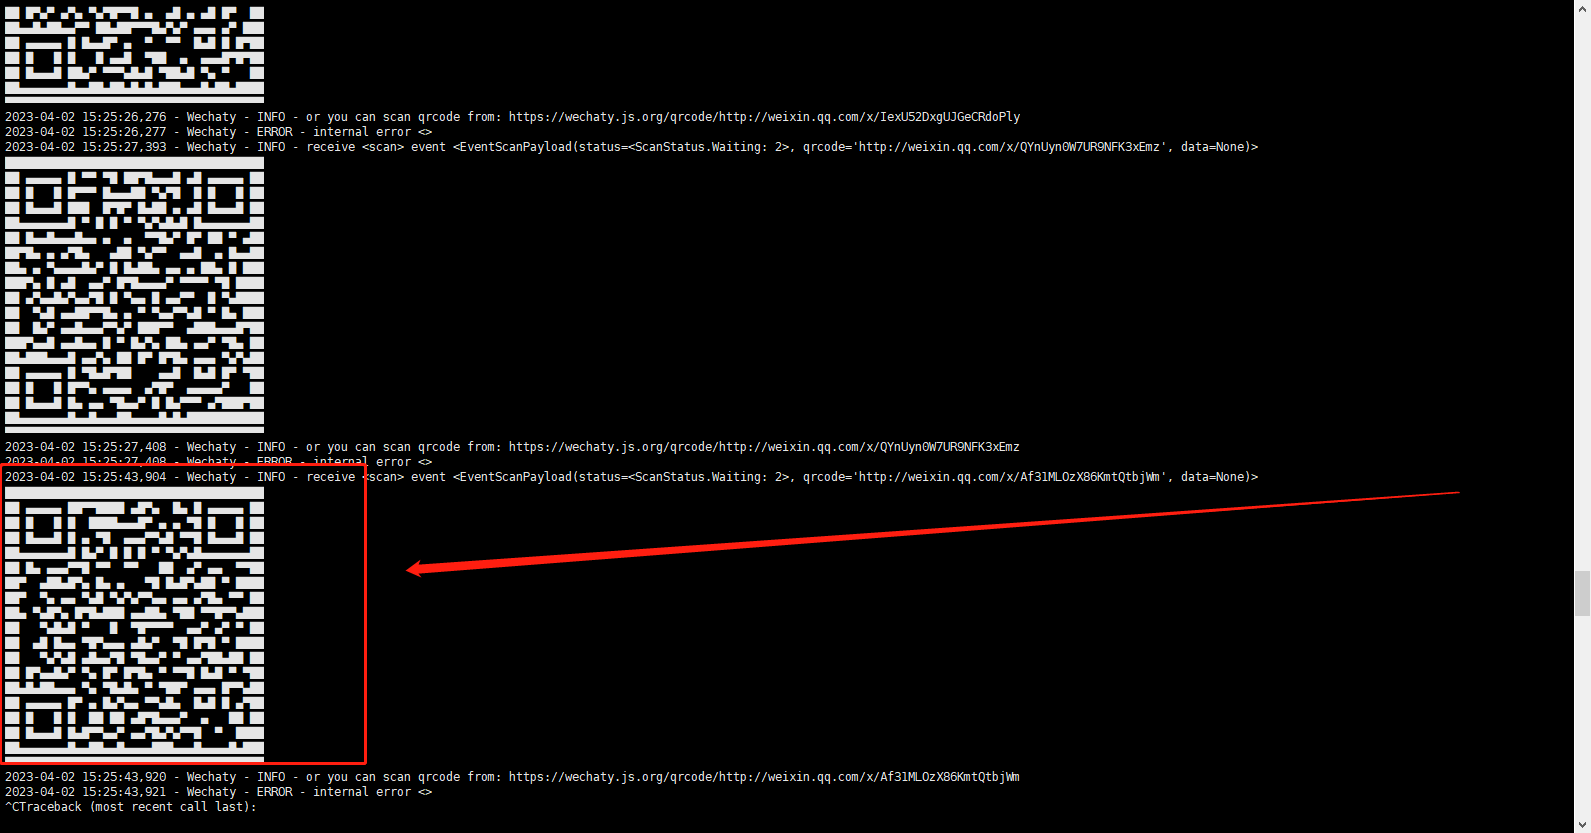 2023-04-02 15:25:26,276 - Wechaty - INFO - or you can scan qrcode from: https://wechaty.js.org/qrcode/http://weixin.qq.com/x/IexU52DxgUJGeCRdoPly
2023-04-02 15:25:26,277 - Wechaty - ERROR - internal error <>
2023-04-02 15:25:27,393 - Wechaty - INFO - receive <scan> event <EventScanPayload(status=<ScanStatus.Waiting: 2>, qrcode='http://weixin.qq.com/x/QYnUyn0W7UR9NFK3xEmz', data=None)>
2023-04-02 15:25:27,408 - Wechaty - INFO - or you can scan qrcode from: https://wechaty.js.org/qrcode/http://weixin.qq.com/x/QYnUyn0W7UR9NFK3xEmz
2023-04-02 15:25:27,408 - Wechaty - ERROR - internal error <>
2023-04-02 15:25:43,904 - Wechaty - INFO - receive <scan> event <EventScanPayload(status=<ScanStatus.Waiting: 2>, qrcode='http://weixin.qq.com/x/Af31MLOzX86KmtQtbjWm', data=None)>
2023-04-02 15:25:43,920 - Wechaty - INFO - or you can scan qrcode from: https://wechaty.js.org/qrcode/http://weixin.qq.com/x/Af31MLOzX86KmtQtbjWm
2023-04-02 15:25:43,921 - Wechaty - ERROR - internal error <>
^CTraceback (most recent call last):